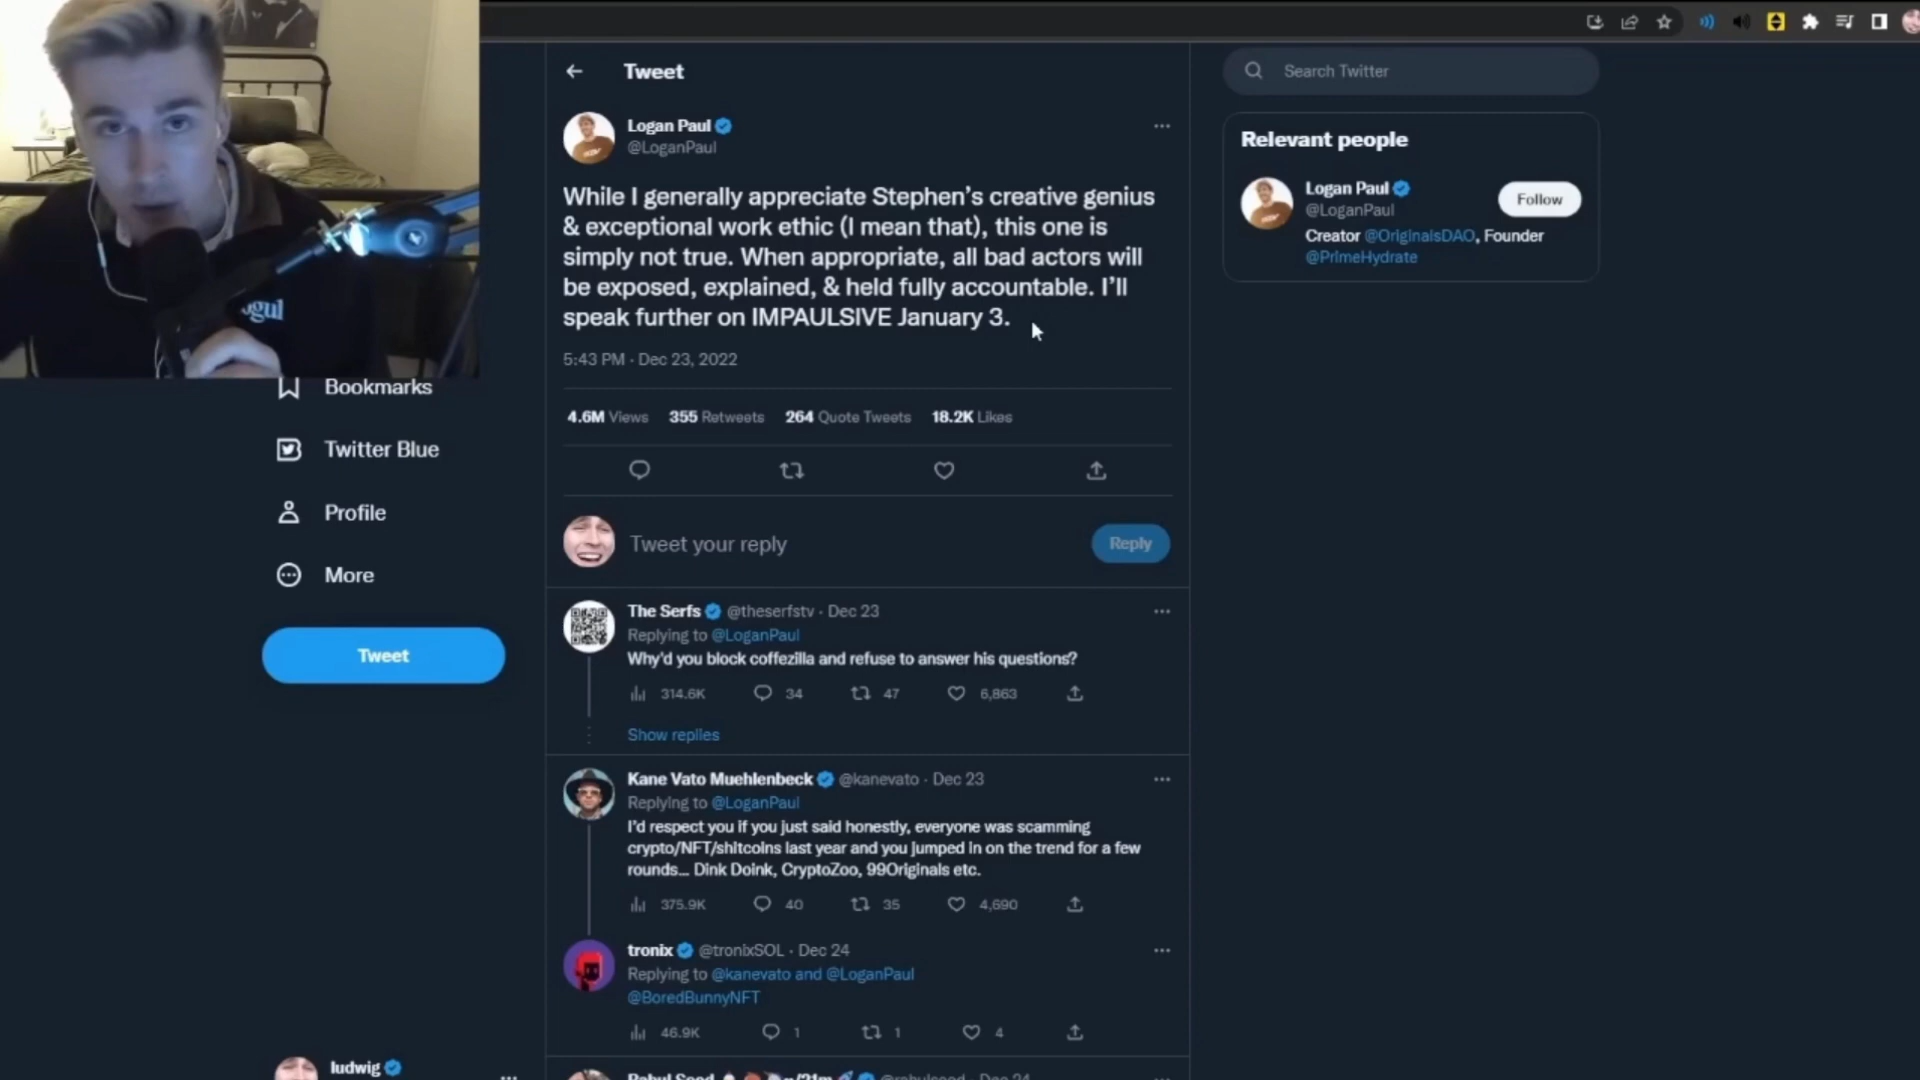 ogul
Bookmarks
Twitter Blue
Profile
More
Tweet
ludwig
Tweet
Logan Paul
@LoganPaul
While I generally appreciate Stephen's creative genius
& exceptional work ethic (I mean that), this one is
simply not true. When appropriate, all bad actors will
be exposed, explained, & held fully accountable. I'll
speak further on IMPAULSIVE January 3.
5:43 PM · Dec 23, 2022
4.6M Views 355 Retweets 264 Quote Tweets 18.2K Likes
Tweet your reply
Reply
The Serfs @theserfstv · Dec 23
Replying to @LoganPaul
Why'd you block coffezilla and refuse to answer his questions?
314.6K 34 47 6,863
Show replies
Kane Vato Muehlenbeck @kanevato · Dec 23
Replying to @LoganPaul
I'd respect you if you just said honestly, everyone was scamming
crypto/NFT/shitcoins last year and you jumped in on the trend for a few
rounds... Dink Doink, CryptoZoo, 99Originals etc.
375.9K 40 35 4,690
tronix @tronixSOL · Dec 24
Replying to @kanevato and @LoganPaul
@BoredBunnyNFT
46.9K 1 1 4
Search Twitter
Relevant people
Logan Paul
@LoganPaul
Follow
Creator @OriginalsDAO, Founder
@PrimeHydrate